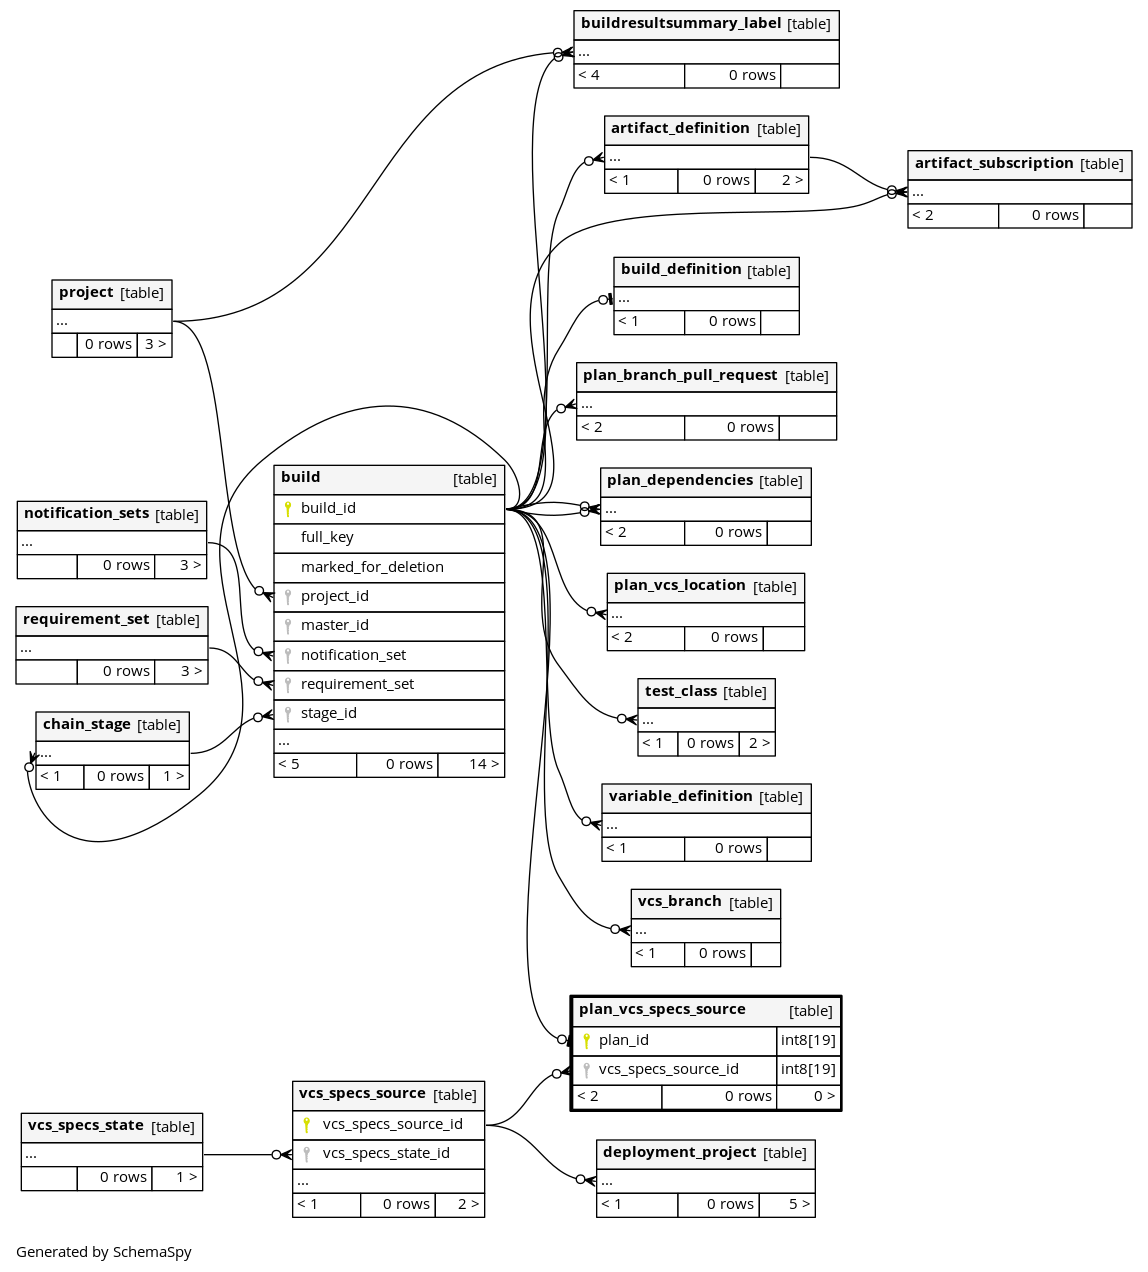 buildresultsummary_label [table]
...
< 4 0 rows
artifact_definition [table]
...
< 1 0 rows 2 >
artifact_subscription [table]
...
< 2 0 rows
build_definition [table]
...
< 1 0 rows
project [table]
...
0 rows 3 >
plan_branch_pull_request [table]
...
< 2 0 rows
build [table]
build_id
full_key
marked_for_deletion
project_id
master_id
notification_set
requirement_set
stage_id
...
< 5 0 rows 14 >
plan_dependencies [table]
...
< 2 0 rows
notification_sets [table]
...
0 rows 3 >
plan_vcs_location [table]
...
< 2 0 rows
requirement_set [table]
...
0 rows 3 >
test_class [table]
...
< 1 0 rows 2 >
chain_stage [table]
...
< 1 0 rows 1 >
variable_definition [table]
...
< 1 0 rows
vcs_branch [table]
...
< 1 0 rows
plan_vcs_specs_source [table]
plan_id int8[19]
vcs_specs_source_id int8[19]
< 2 0 rows 0 >
vcs_specs_source [table]
vcs_specs_source_id
vcs_specs_state_id
...
< 1 0 rows 2 >
vcs_specs_state [table]
...
0 rows 1 >
deployment_project [table]
...
< 1 0 rows 5 >
Generated by SchemaSpy